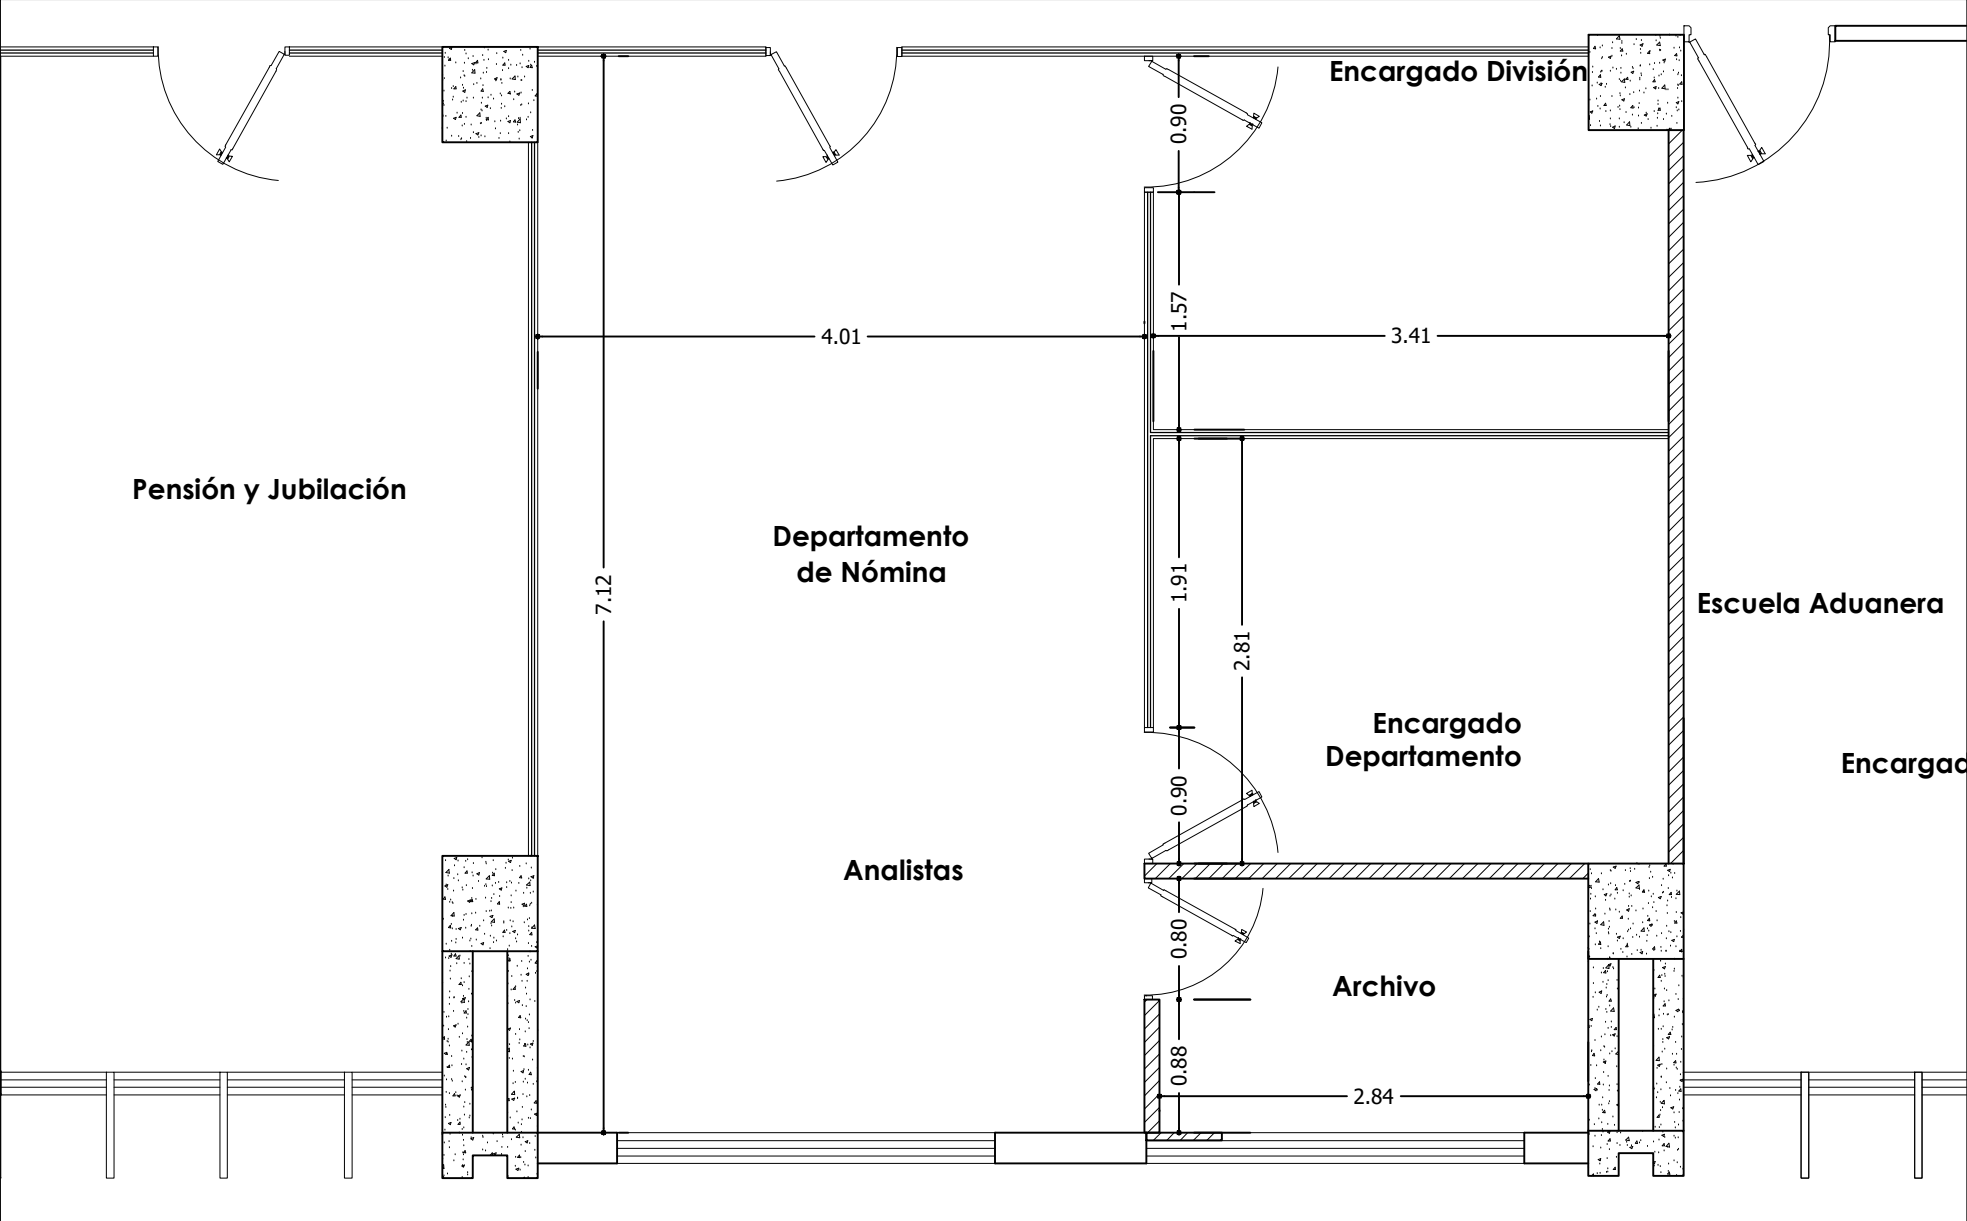 Encargado División
0.90
1.57
4.01
3.41
Pensión y Jubilación
Departamento
de Nómina
7.12
1.91
2.81
Escuela Aduanera
Encargado
Departamento
Encargad
0.90
Analistas
0.80
Archivo
0.88
2.84